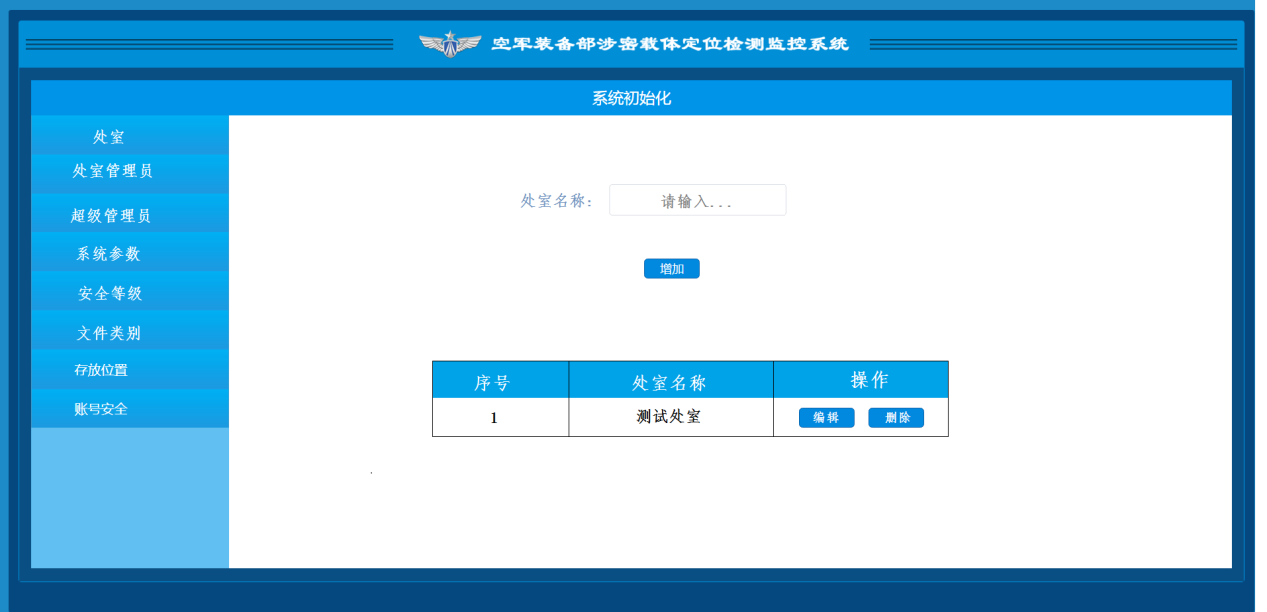 空军装备部涉密载体定位检测监控系统
系统初始化
处室
处室管理员
超级管理员
系统参数
安全等级
文件类别
存放位置
账号安全
处室名称: 请输入...
增加
序号 处室名称 操作
1 测试处室 编辑 删除